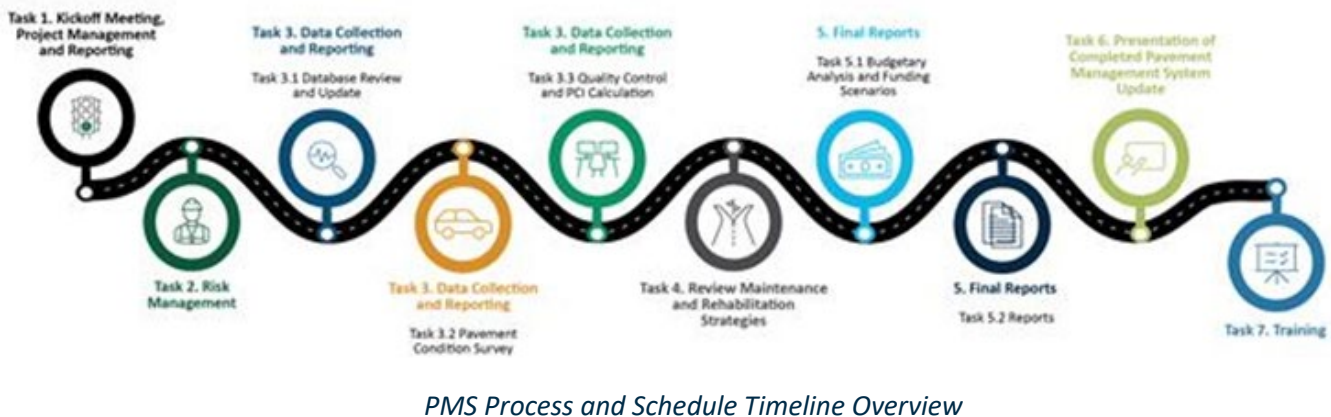 Task 1. Kickoff Meeting,
Project Management
and Reporting
Task 2. Risk
Management
Task 3. Data Collection
and Reporting
Task 3.1 Database Review
and Update
Task 3. Data Collection
and Reporting
Task 3.2 Pavement
Condition Survey
Task 3. Data Collection
and Reporting
Task 3.3 Quality Control
and PCI Calculation
Task 4. Review Maintenance
and Rehabilitation
Strategies
5. Final Reports
Task 5.1 Budgetary
Analysis and Funding
Scenarios
5. Final Reports
Task 5.2 Reports
Task 6. Presentation of
Completed Pavement
Management System
Update
Task 7. Training
PMS Process and Schedule Timeline Overview